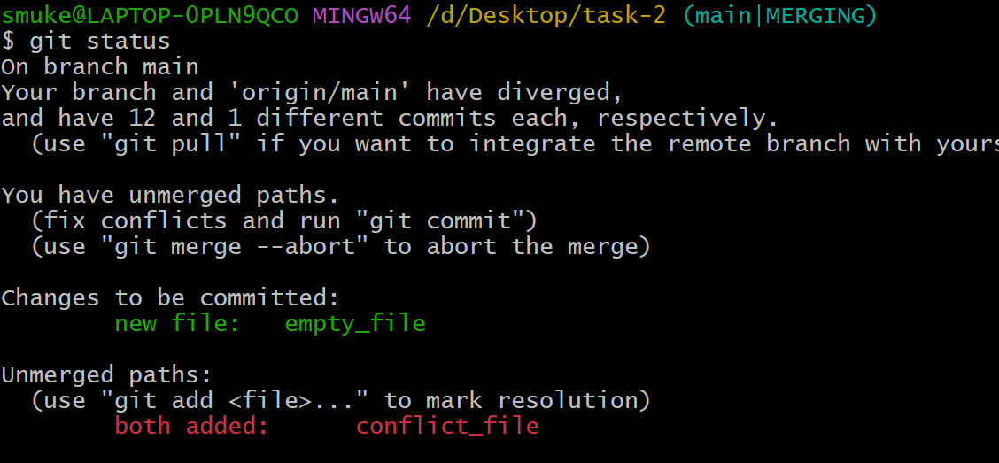 smuke@LAPTOP-0PLN9QCO MINGW64 /d/Desktop/task-2 (main|MERGING)
$ git status
On branch main
Your branch and 'origin/main' have diverged,
and have 12 and 1 different commits each, respectively.
  (use "git pull" if you want to integrate the remote branch with yours
You have unmerged paths.
  (fix conflicts and run "git commit")
  (use "git merge --abort" to abort the merge)
Changes to be committed:
        new file:   empty_file
Unmerged paths:
  (use "git add <file>..." to mark resolution)
        both added:      conflict_file